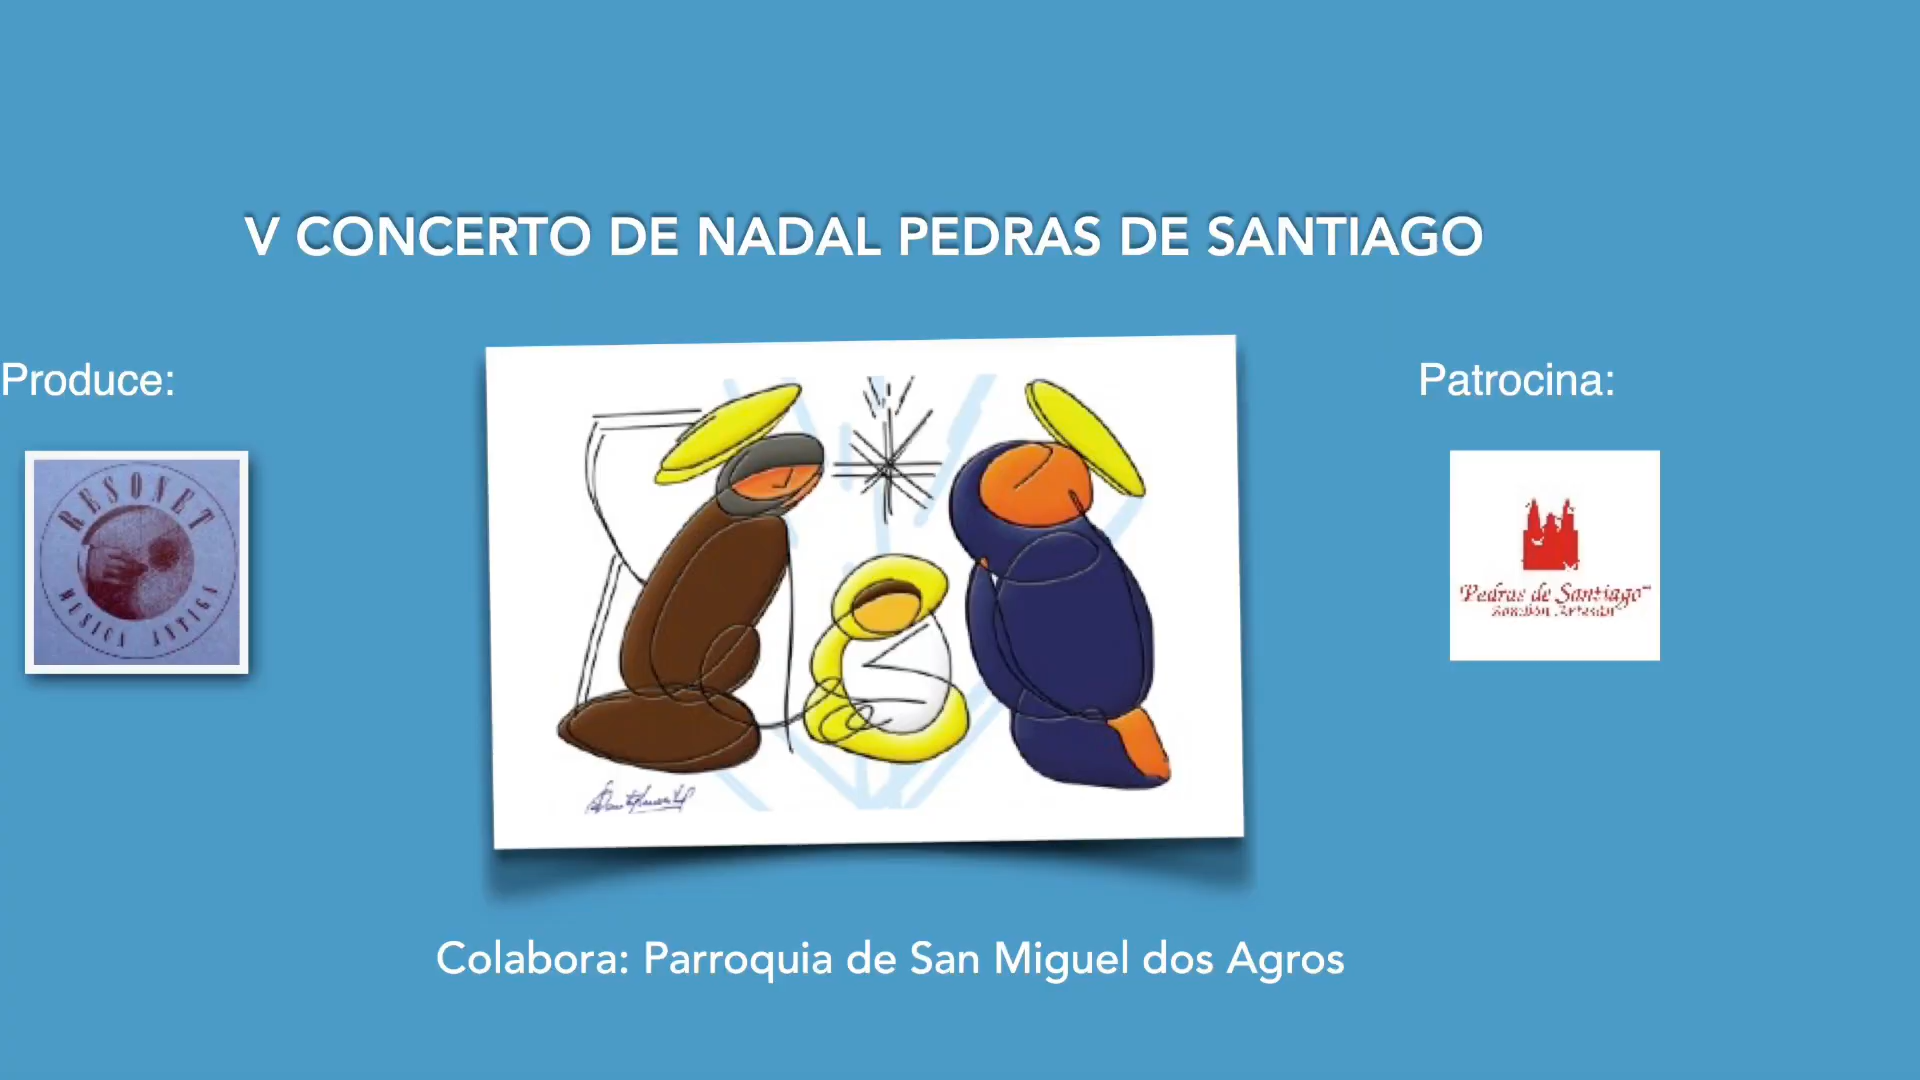 V CONCERTO DE NADAL PEDRAS DE SANTIAGO
Produce:
Patrocina:
RESONET
MUSICA ANTIGA
"Pedras de Santiago"
Colabora: Parroquia de San Miguel dos Agros